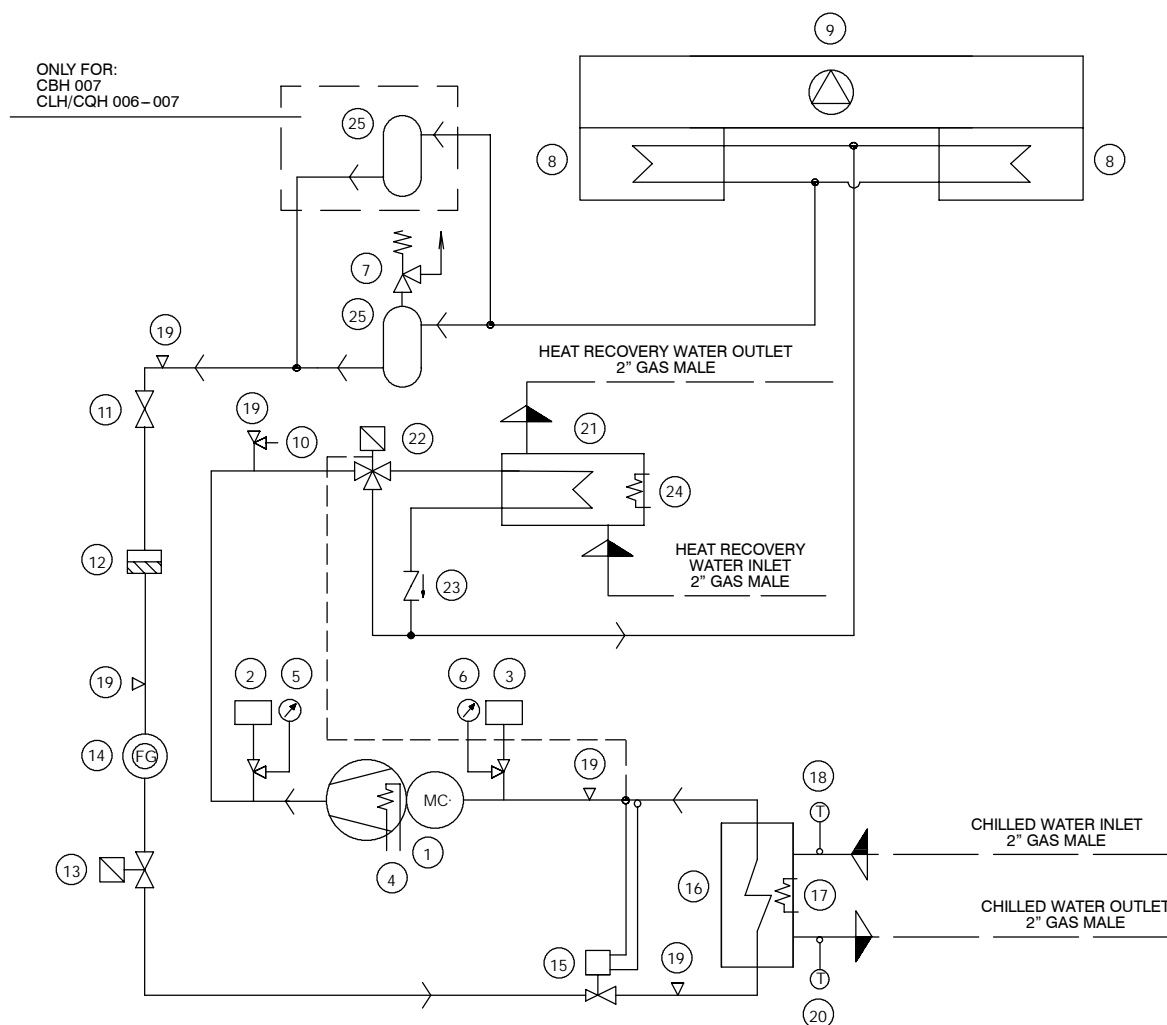 9
ONLY FOR:
CBH 007
CLH/CQH 006–007
25
8
8
7
25
19
HEAT RECOVERY WATER OUTLET
2” GAS MALE
11
19
10
22
21
24
12
HEAT RECOVERY
WATER INLET
2” GAS MALE
23
19
2
5
6
3
14
FG
19
18
MC·
T
CHILLED WATER INLET
2” GAS MALE
1
13
4
16
17
CHILLED WATER OUTLET
2” GAS MALE
15
19
T
20